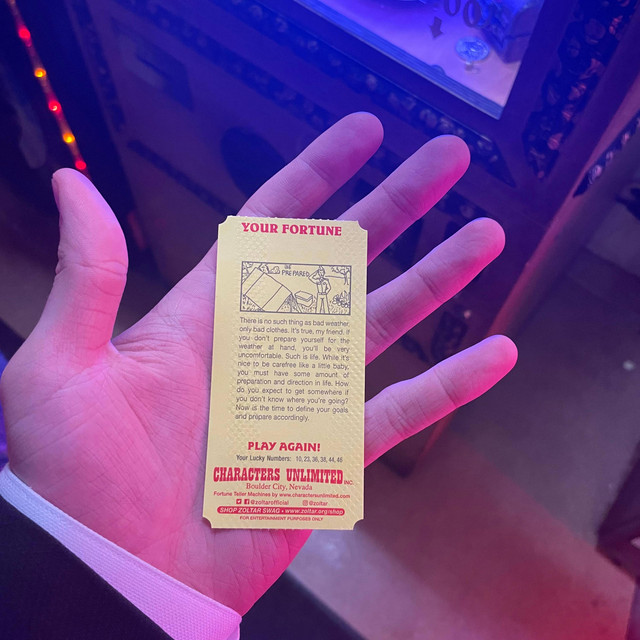 YOUR FORTUNE
BE
PREPARED
There is no such thing as bad weather
only bad clothes. It's true, my friend, if
you don't prepare yourself for the
weather at hand, you'll be very
uncomfortable. Such is life. While it's
nice to be carefree like a little baby,
you must have some amount of
preparation and direction in life. How
do you expect to get somewhere if
you don't know where you're going?
Now is the time to define your goals
and prepare accordingly.
PLAY AGAIN!
Your Lucky Numbers: 10, 23, 36, 38, 44, 46
CHARACTERS UNLIMITED INC.
Boulder City, Nevada
Fortune Teller Machines by www.charactersunlimited.com
@zoltarofficial @zoltar
SHOP ZOLTAR SWAG • www.zoltar.org/shop
FOR ENTERTAINMENT PURPOSES ONLY